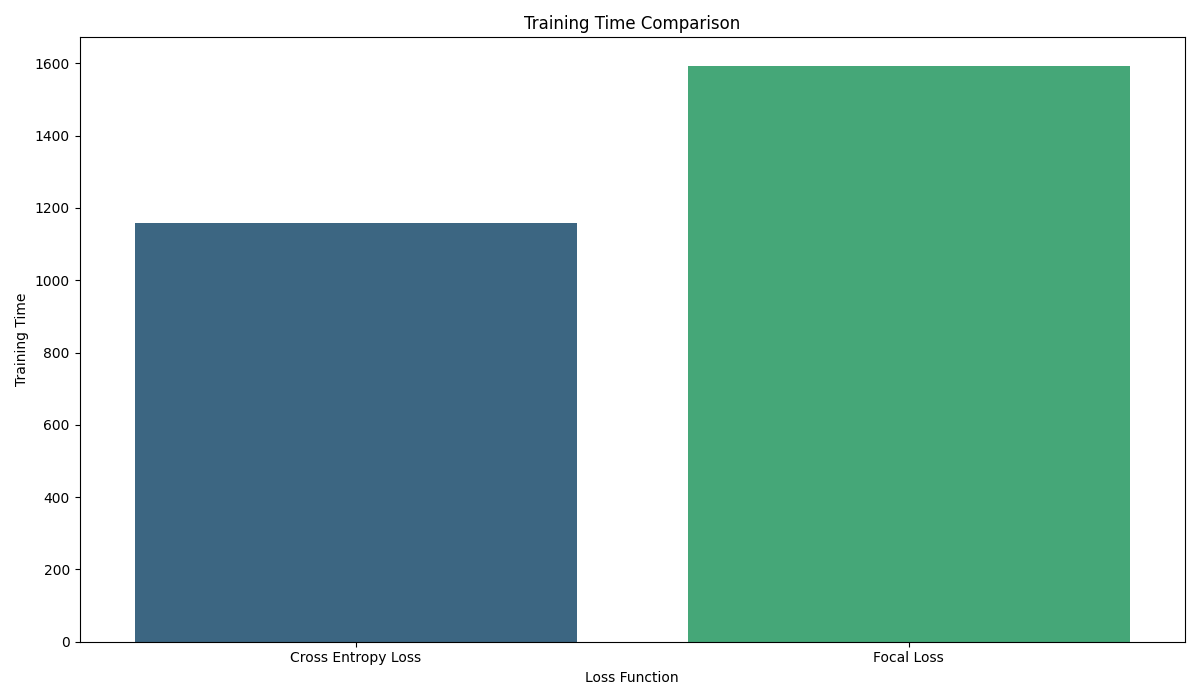 Training Time Comparison
Training Time
1600
1400
1200
1000
800
600
400
200
0
Cross Entropy Loss
Focal Loss
Loss Function